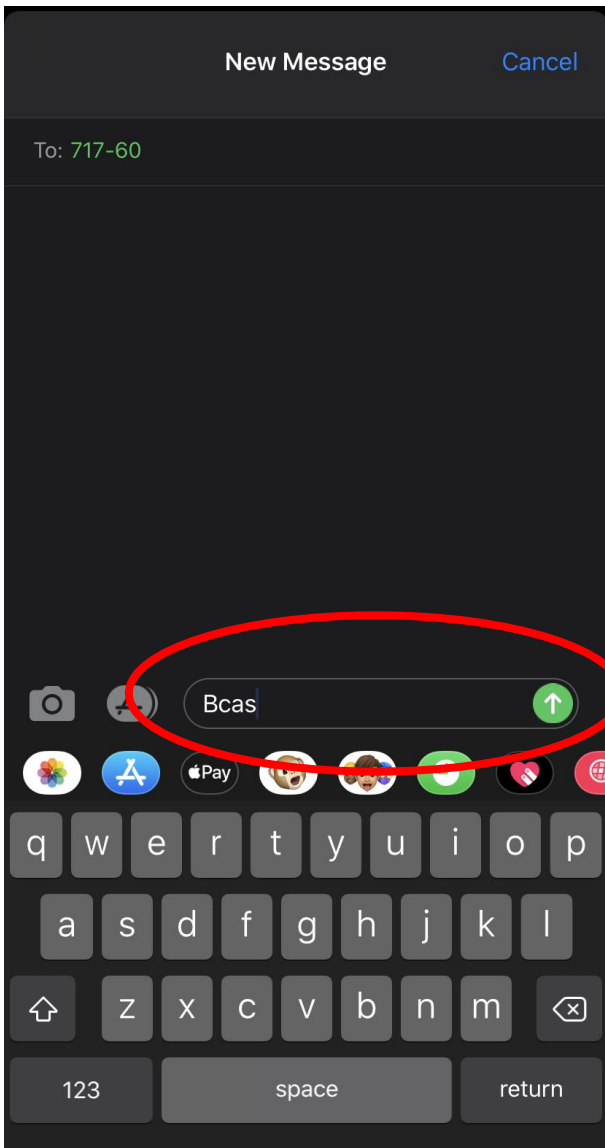 New Message Cancel
To: 717-60
Bcas
Pay
q w e r t y u i o p
a s d f g h j k l
z x c v b n m
123 space return